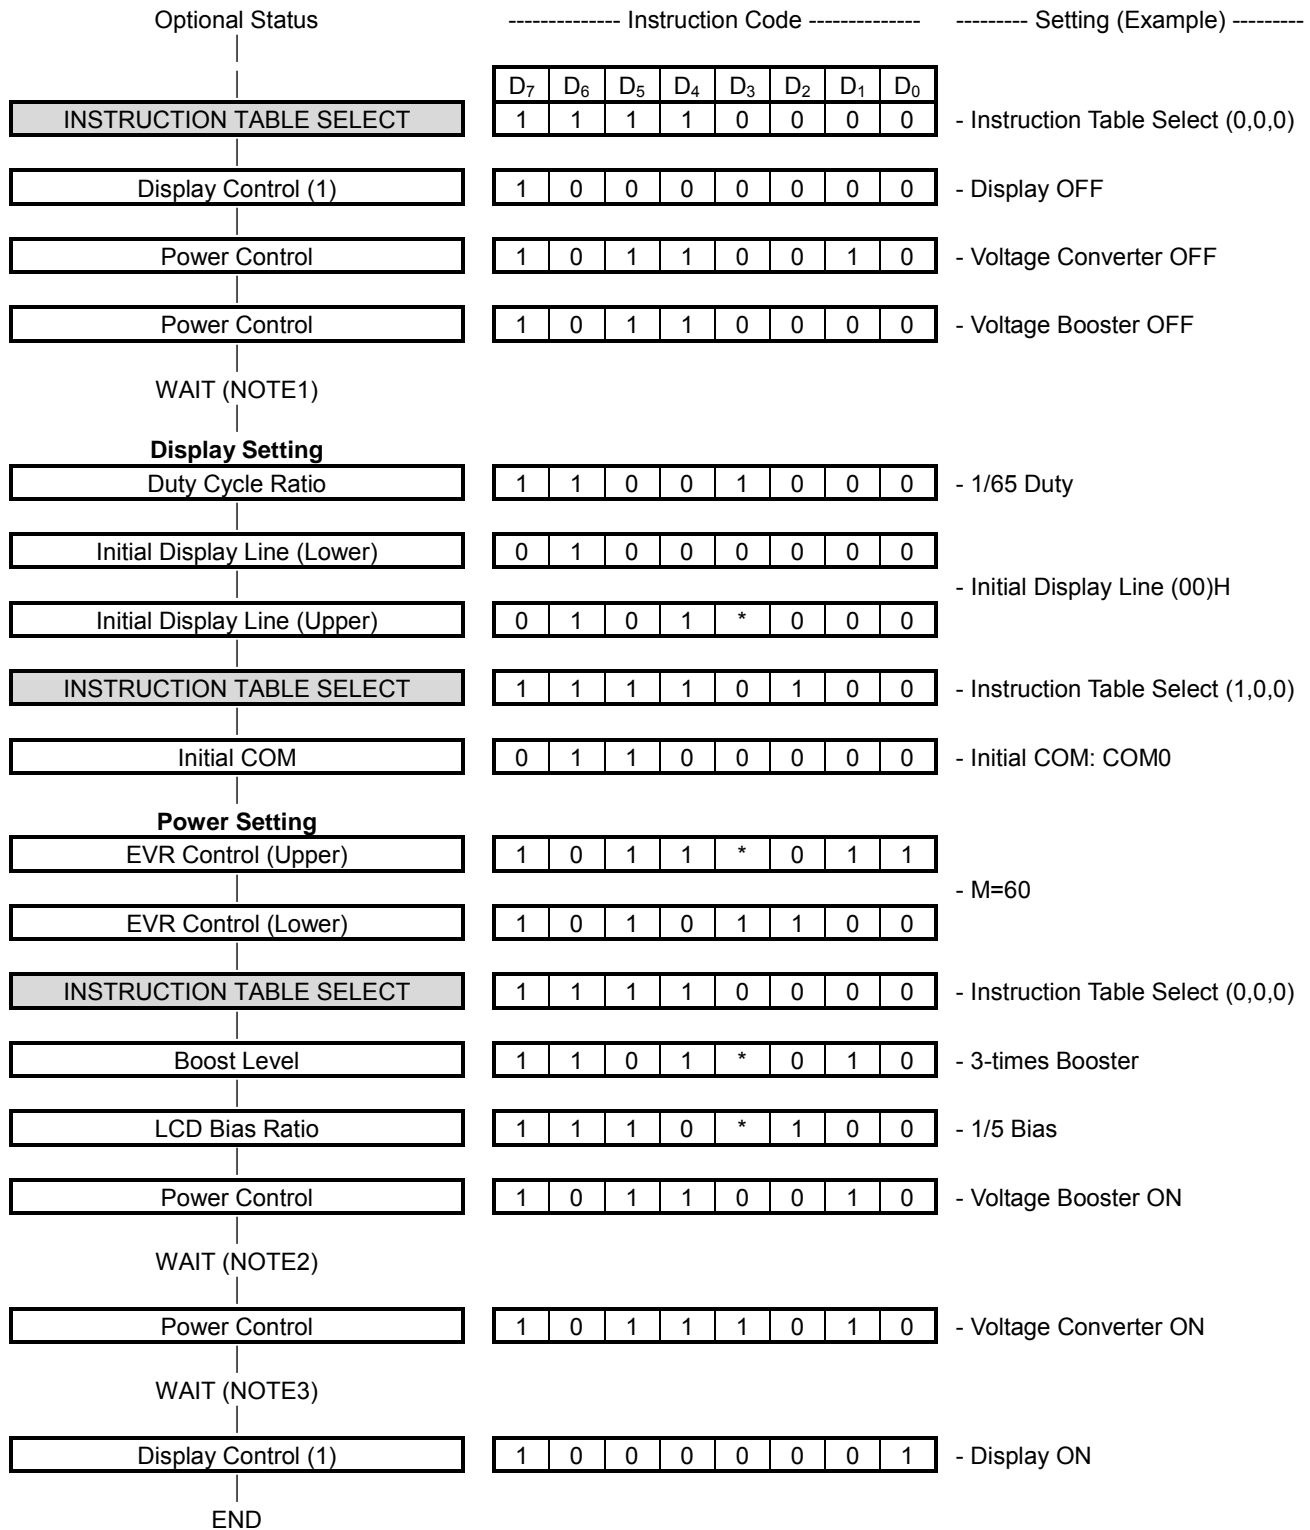 Optional Status -------------- Instruction Code -------------- --------- Setting (Example) ---------
D7 D6 D5 D4 D3 D2 D1 D0
INSTRUCTION TABLE SELECT 1 1 1 1 0 0 0 0 - Instruction Table Select (0,0,0)
Display Control (1) 1 0 0 0 0 0 0 0 - Display OFF
Power Control 1 0 1 1 0 0 1 0 - Voltage Converter OFF
Power Control 1 0 1 1 0 0 0 0 - Voltage Booster OFF
WAIT (NOTE1)
Display Setting
Duty Cycle Ratio 1 1 0 0 1 0 0 0 - 1/65 Duty
Initial Display Line (Lower) 0 1 0 0 0 0 0 0
- Initial Display Line (00)H
Initial Display Line (Upper) 0 1 0 1 * 0 0 0
INSTRUCTION TABLE SELECT 1 1 1 1 0 1 0 0 - Instruction Table Select (1,0,0)
Initial COM 0 1 1 0 0 0 0 0 - Initial COM: COM0
Power Setting
EVR Control (Upper) 1 0 1 1 * 0 1 1
- M=60
EVR Control (Lower) 1 0 1 0 1 1 0 0
INSTRUCTION TABLE SELECT 1 1 1 1 0 0 0 0 - Instruction Table Select (0,0,0)
Boost Level 1 1 0 1 * 0 1 0 - 3-times Booster
LCD Bias Ratio 1 1 1 0 * 1 0 0 - 1/5 Bias
Power Control 1 0 1 1 0 0 1 0 - Voltage Booster ON
WAIT (NOTE2)
Power Control 1 0 1 1 1 0 1 0 - Voltage Converter ON
WAIT (NOTE3)
Display Control (1) 1 0 0 0 0 0 0 1 - Display ON
END